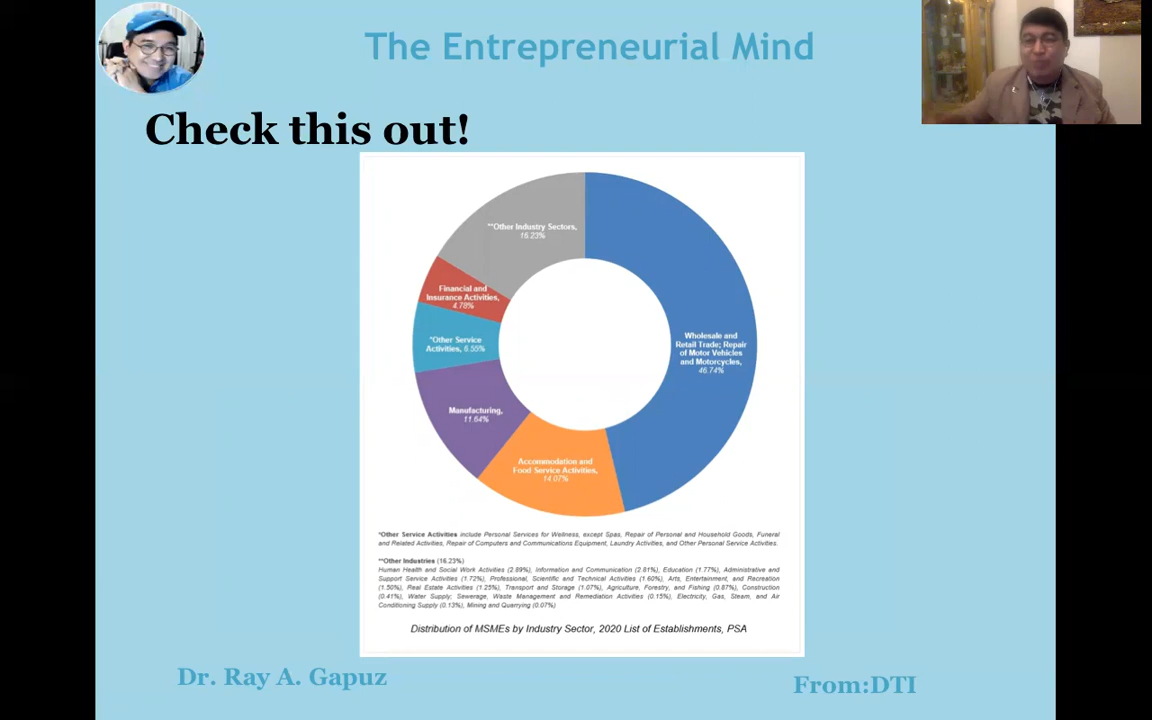 The Entrepreneurial Mind
Check this out!
**Other Industry Sectors,
16.23%
Financial and
Insurance Activities,
4.78%
*Other Service
Activities, 6.55%
Manufacturing,
11.64%
Accommodation and
Food Service Activities,
14.07%
Wholesale and
Retail Trade; Repair
of Motor Vehicles
and Motorcycles,
46.74%
*Other Service Activities include Personal Services for Wellness, except Spas, Repair of Personal and Household Goods, Funeral
and Related Activities, Repair of Computers and Communications Equipment, Laundry Activities, and Other Personal Service Activities.
**Other Industries (16.23%)
Human Health and Social Work Activities (2.89%), Information and Communication (2.81%), Education (1.77%), Administrative and
Support Service Activities (1.72%), Professional, Scientific and Technical Activities (1.60%), Arts, Entertainment, and Recreation
(1.50%), Real Estate Activities (1.25%), Transport and Storage (1.07%), Agriculture, Forestry, and Fishing (0.87%), Construction
(0.41%), Water Supply; Sewerage, Waste Management and Remediation Activities (0.15%), Electricity, Gas, Steam, and Air
Conditioning Supply (0.13%), Mining and Quarrying (0.07%)
Distribution of MSMEs by Industry Sector, 2020 List of Establishments, PSA
Dr. Ray A. Gapuz
From:DTI